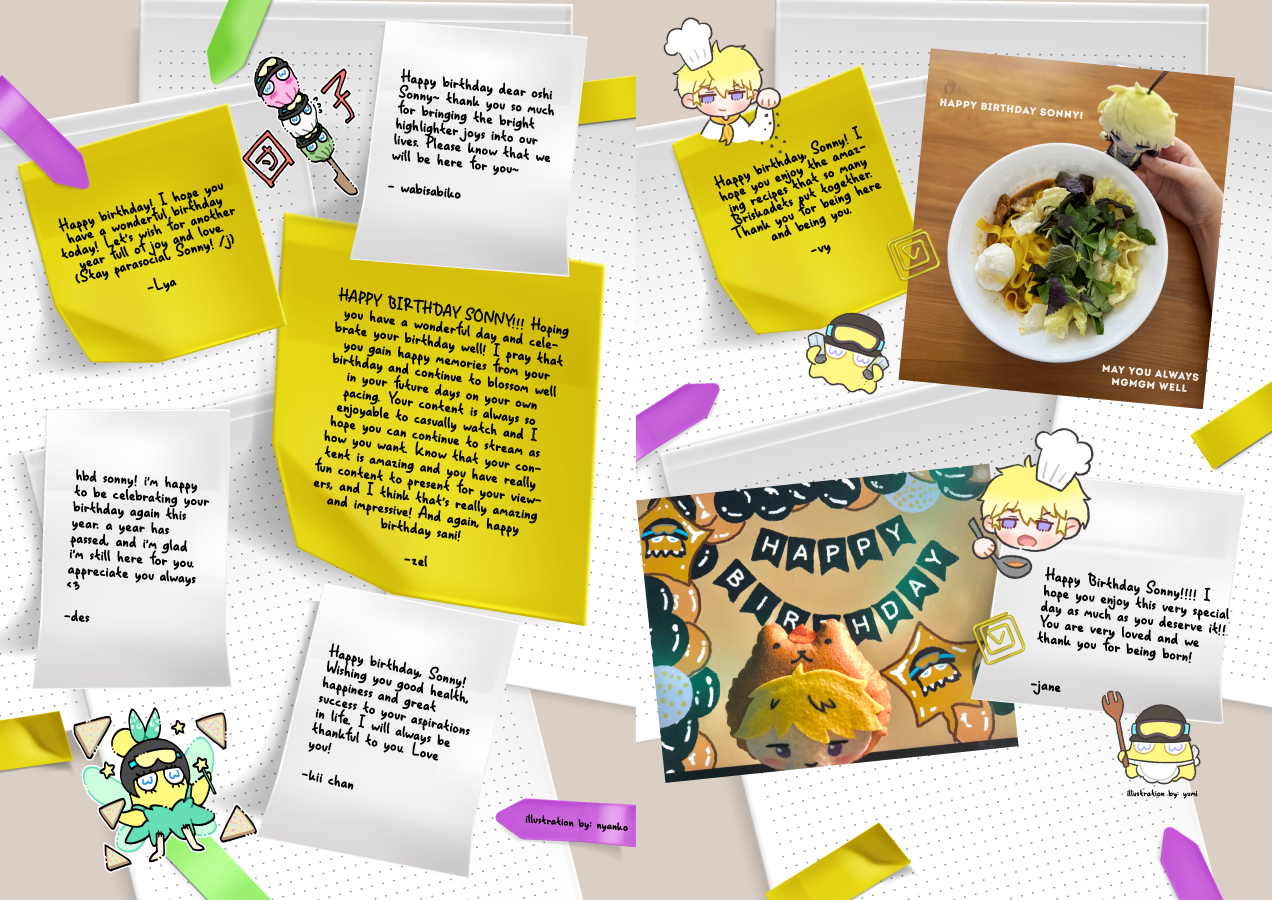 Happy birthday dear oshi
Sonny~ thank you so much
for bringing the bright
highlighter joys into our
lives. Please know that we
will be here for you~
- wabisabiko
Happy birthday! I hope you
have a wonderful birthday
today! Let's wish for another
year full of joy and love.
(Stay parasocial, Sonny! /j)
-Lya
HAPPY BIRTHDAY SONNY!!! Hoping
you have a wonderful day and cele-
brate your birthday well! I pray that
you gain happy memories from your
birthday and continue to blossom well
in your future days on your own
pacing. Your content is always so
enjoyable to casually watch and I
hope you can continue to stream as
how you want. Know that your con-
tent is amazing and you have really
fun content to present for your view-
ers, and I think that's really amazing
and impressive! And again, happy
birthday sani!
-zel
hbd sonny! i'm happy
to be celebrating your
birthday again this
year. a year has
passed, and i'm glad
i'm still here for you.
appreciate you always
<3
-des
Happy birthday, Sonny!
Wishing you good health,
happiness and great
success to your aspirations
in life. I will always be
thankful to you. Love
you!
-kii chan
illustration by: nyanko
Happy birthday, Sonny! I
hope you enjoy the amaz-
ing recipes that so many
Briskadets put together.
Thank you for being here
and being you.
-vy
HAPPY BIRTHDAY SONNY!
MAY YOU ALWAYS
MGMGM WELL
HAPPY
BIRTHDAY
Happy Birthday Sonny!!!! I
hope you enjoy this very special
day as much as you deserve it!!
You are very loved and we
thank you for being born!
-jane
illustration by: yumi